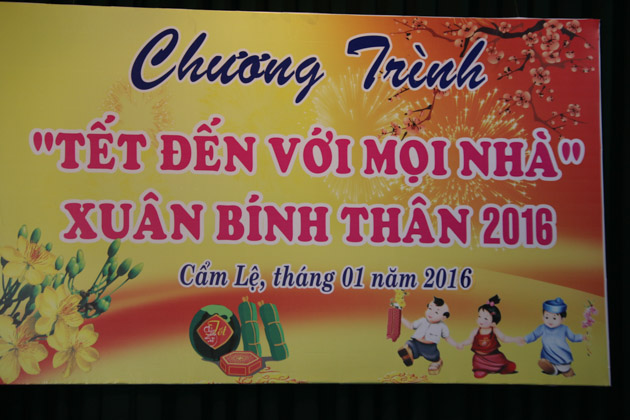 Chương Trình
"TẾT ĐẾN VỚI MỌI NHÀ"
XUÂN BÍNH THÂN 2016
Cẩm Lệ, tháng 01 năm 2016